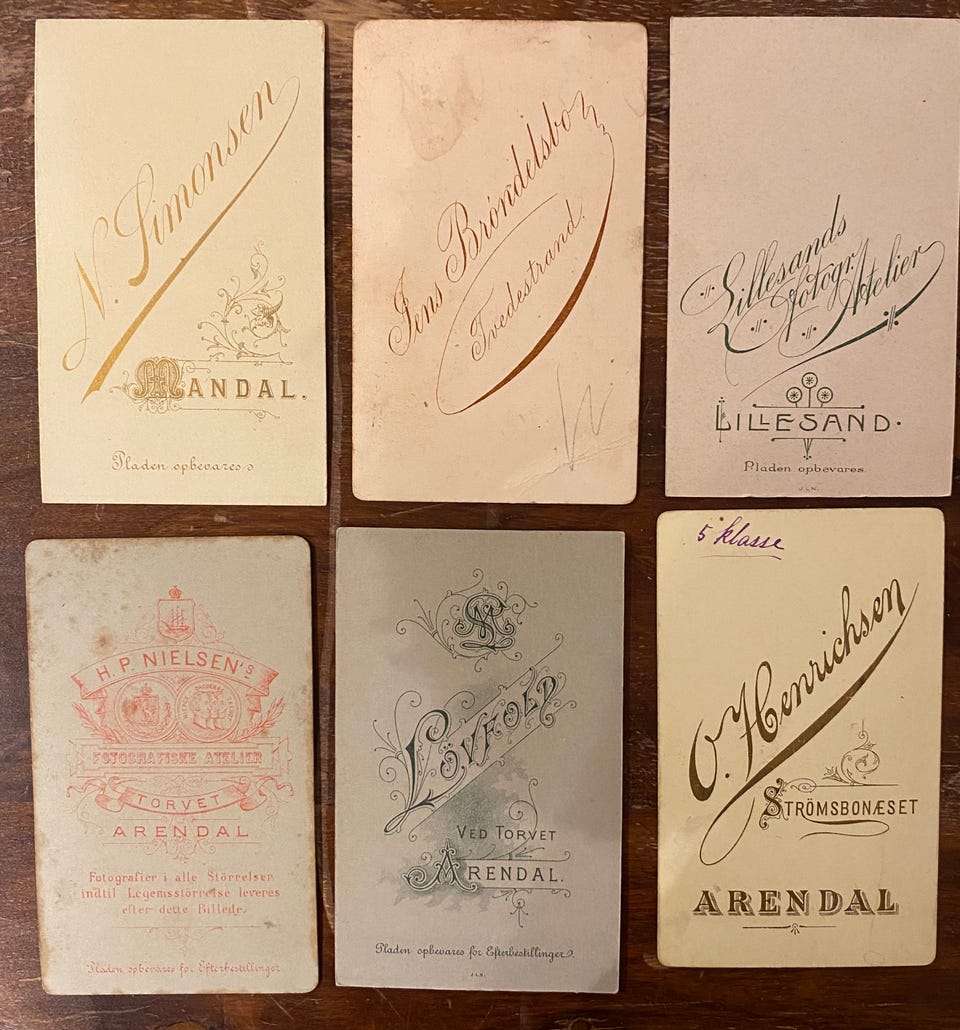 N. Simonsen
MANDAL.
Pladen opbevares
Jens Bröndelsbo
Tvedestrand.
Lillesands
fotogr. Atelier
LILLESAND.
Pladen opbevares.
H. P. NIELSEN's
FOTOGRAFISKE ATELIER
TORVET
ARENDAL
Fotografier i alle Störrelser
indtil Legemsstörrelse leveres
efter dette Billede.
Pladen opbevares for Efterbestillinger
LÖVFOLD
VED TORVET
ARENDAL.
Pladen opbevares for Efterbestillinger
5 klasse
O. Henrichsen
STRÖMSBONÆSET
ARENDAL